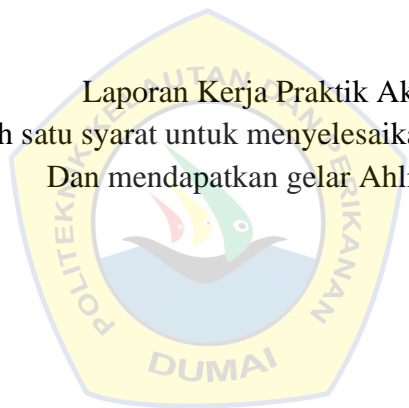 Laporan Kerja Praktik Ak
h satu syarat untuk menyelesaika
Dan mendapatkan gelar Ahl
POLITEKNIK KELAUTAN DAN PERIKANAN
DUMAI